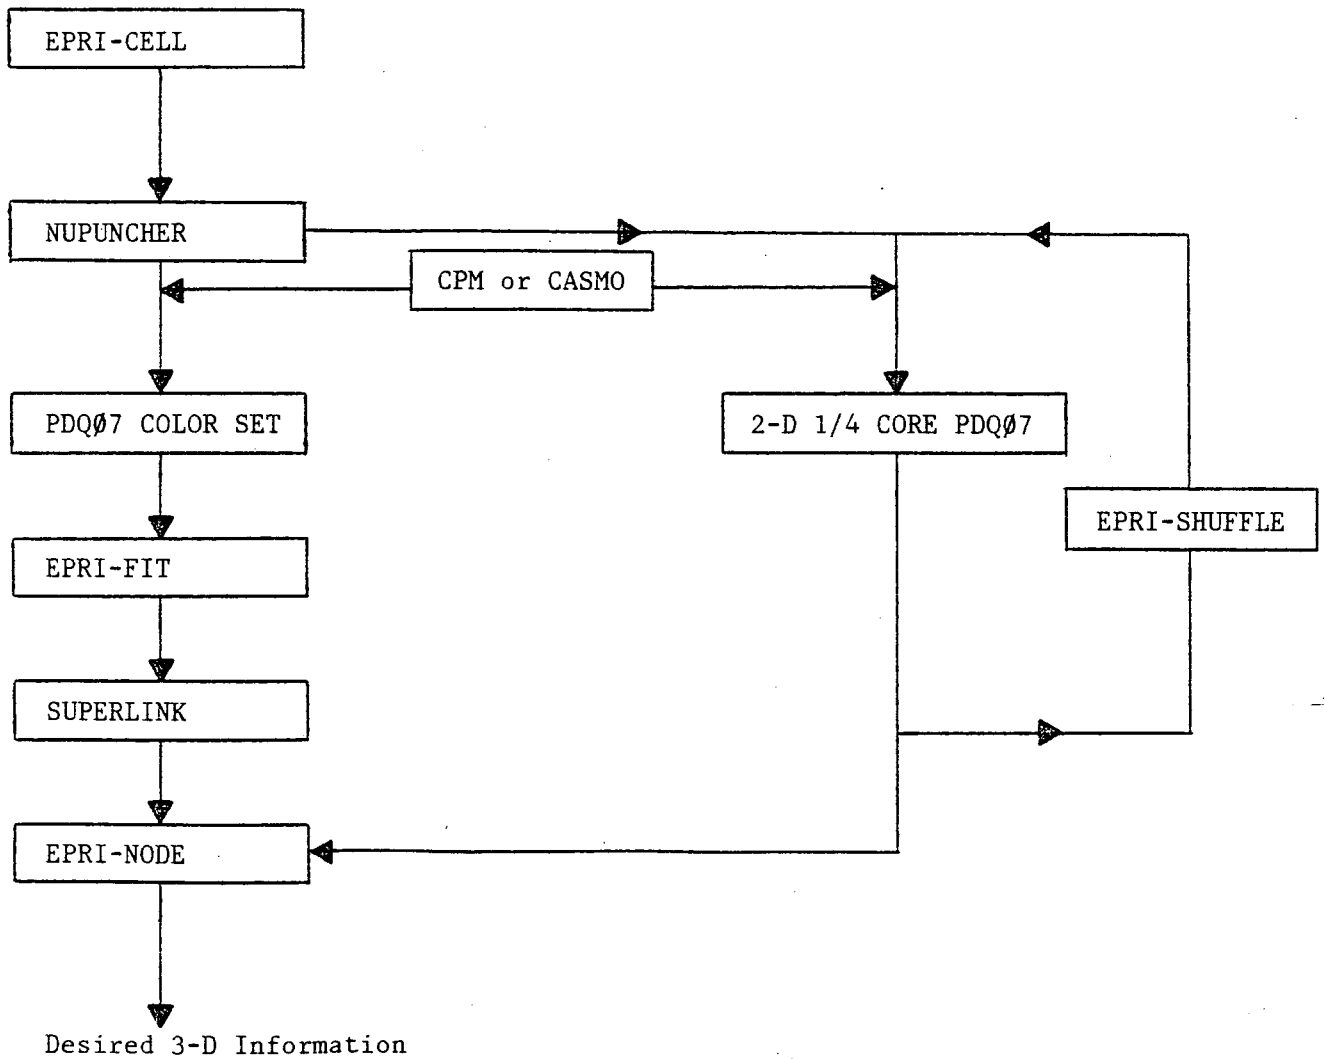 EPRI-CELL
NUPUNCHER
CPM or CASMO
PDQØ7 COLOR SET
2-D 1/4 CORE PDQØ7
EPRI-SHUFFLE
EPRI-FIT
SUPERLINK
EPRI-NODE
Desired 3-D Information